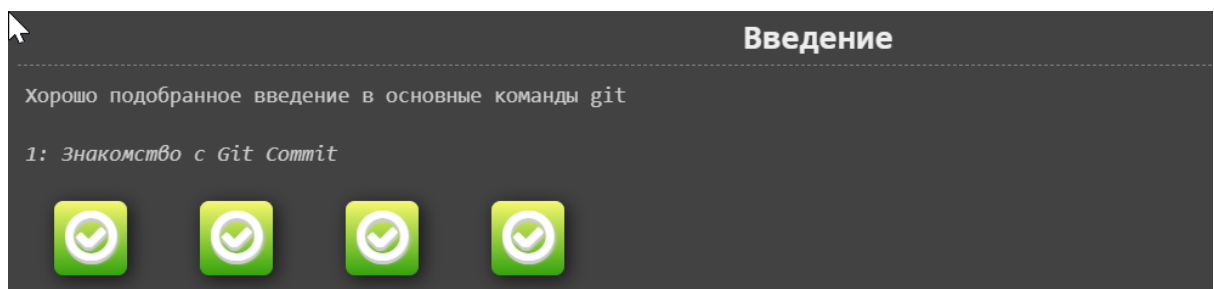 Введение
Хорошо подобранное введение в основные команды git
1: Знакомство с Git Commit